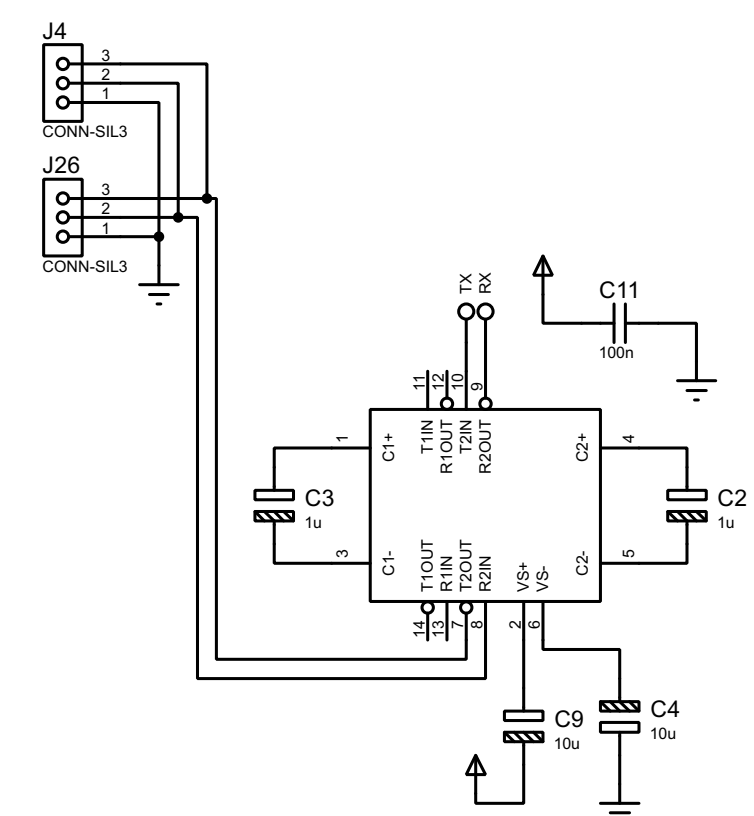 J4
3
2
1
CONN-SIL3
J26
3
2
1
CONN-SIL3
TX
RX
C11
100n
11
12
10
9
T1IN
R1OUT
T2IN
R2OUT
1
C1+
C2+
4
C3
1u
C2
1u
3
C1-
C2-
5
T1OUT
R1IN
T2OUT
R2IN
VS+
VS-
14
13
7
8
2
6
C9
10u
C4
10u